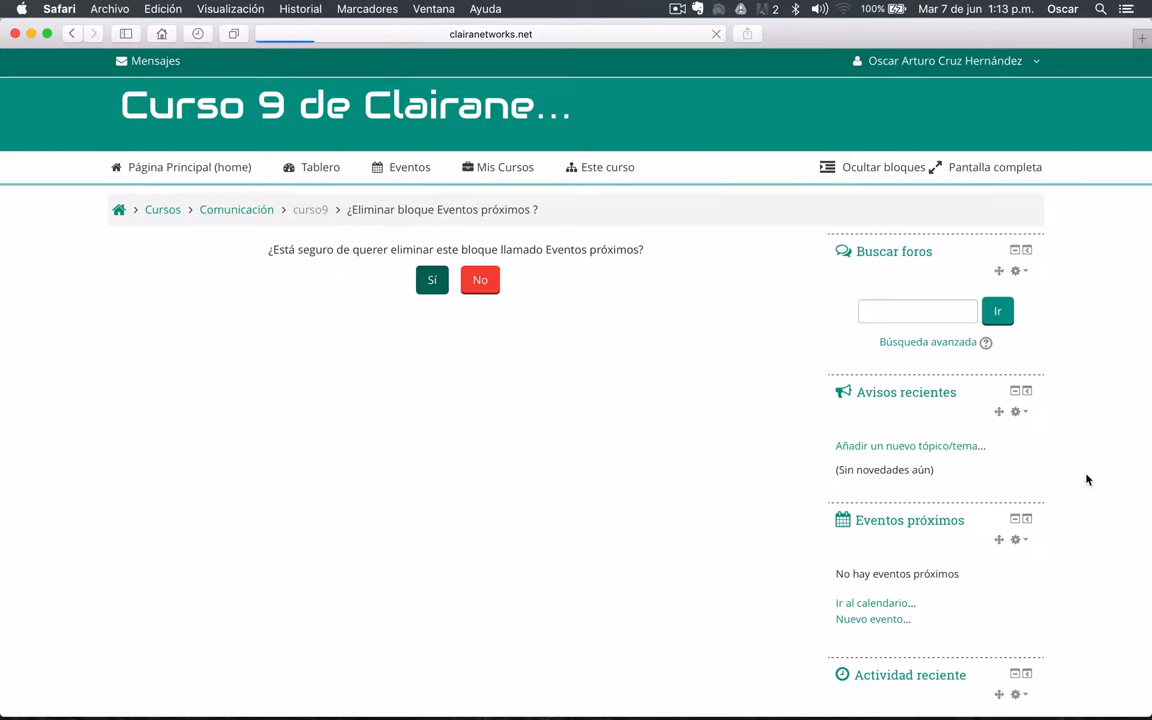 Safari Archivo Edición Visualización Historial Marcadores Ventana Ayuda 2 100% Mar 7 de jun 1:13 p.m. Oscar
clairanetworks.net
Mensajes Oscar Arturo Cruz Hernández
Curso 9 de Clairane...
Página Principal (home) Tablero Eventos Mis Cursos Este curso Ocultar bloques Pantalla completa
Cursos Comunicación curso9 ¿Eliminar bloque Eventos próximos ?
¿Está seguro de querer eliminar este bloque llamado Eventos próximos?
Sí No
Buscar foros
Ir
Búsqueda avanzada
Avisos recientes
Añadir un nuevo tópico/tema...
(Sin novedades aún)
Eventos próximos
No hay eventos próximos
Ir al calendario...
Nuevo evento...
Actividad reciente